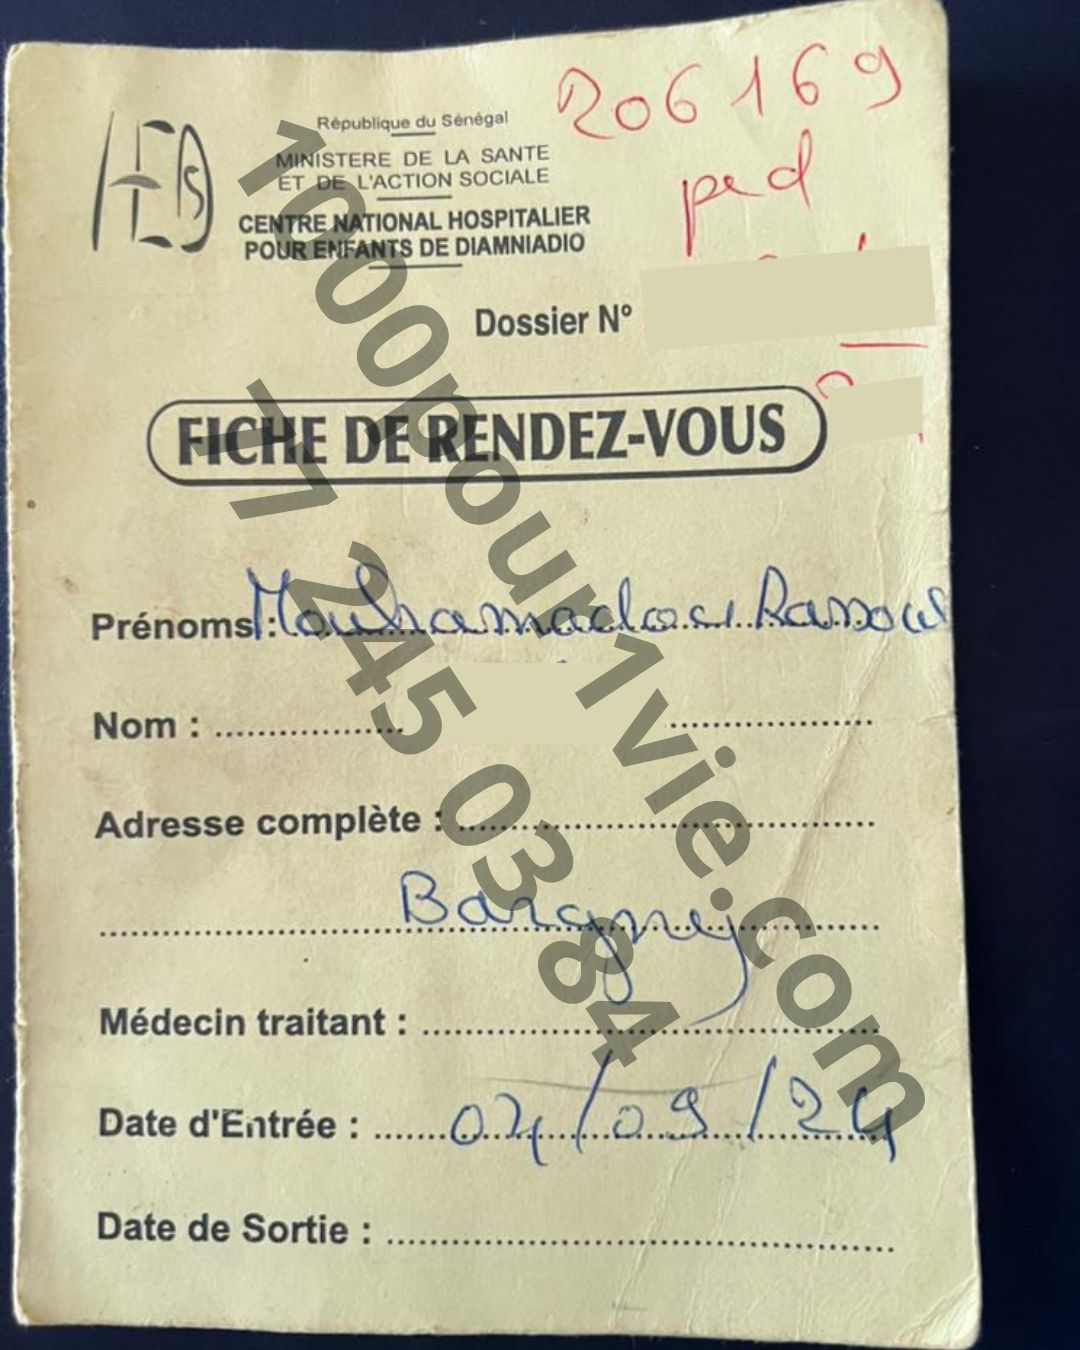 République du Sénégal
MINISTERE DE LA SANTE
ET DE L'ACTION SOCIALE
CENTRE NATIONAL HOSPITALIER
POUR ENFANTS DE DIAMNIADIO
206169
ped
Dossier N°
FICHE DE RENDEZ-VOUS
Prénoms : Mouhamadou Rassoul
Nom :
Adresse complète :
Bargny
Médecin traitant :
Date d'Entrée : 04/09/24
Date de Sortie :
1000pour1vie.com
77 245 03 84